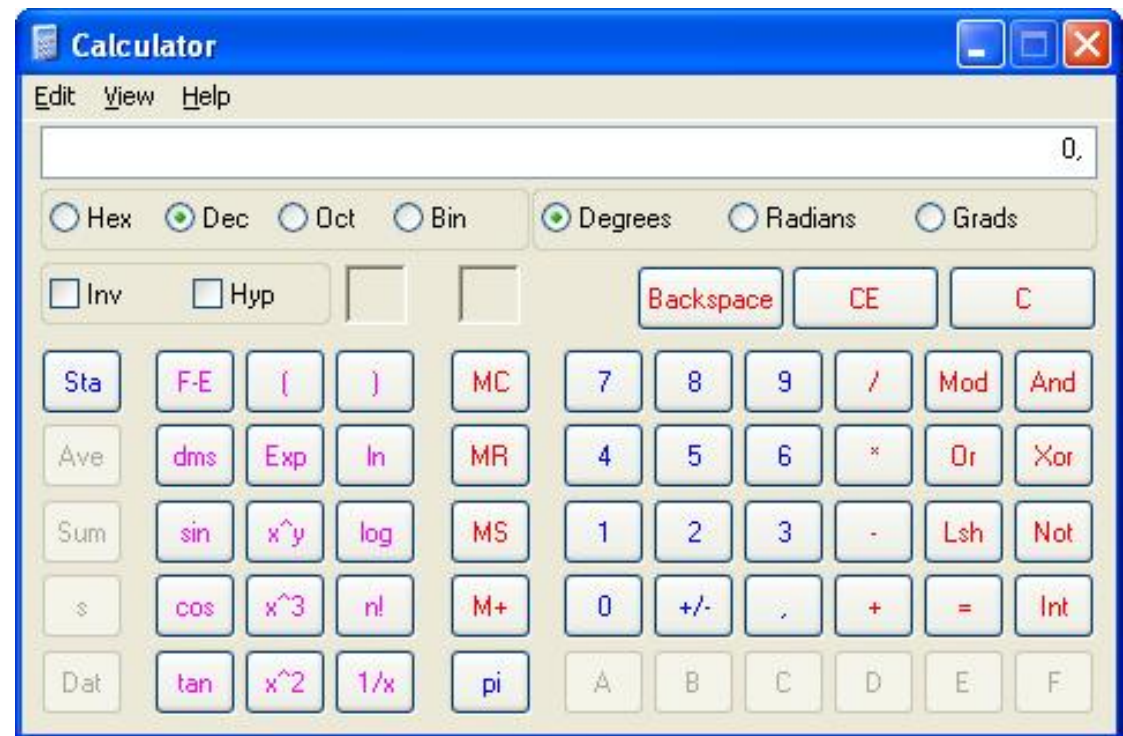 Calculator
Edit View Help
0,
Hex Dec Oct Bin Degrees Radians Grads
Inv Hyp Backspace CE C
Sta F-E ( ) MC 7 8 9 / Mod And
Ave dms Exp ln MR 4 5 6 * Or Xor
Sum sin x^y log MS 1 2 3 - Lsh Not
s cos x^3 n! M+ 0 +/- , + = Int
Dat tan x^2 1/x pi A B C D E F